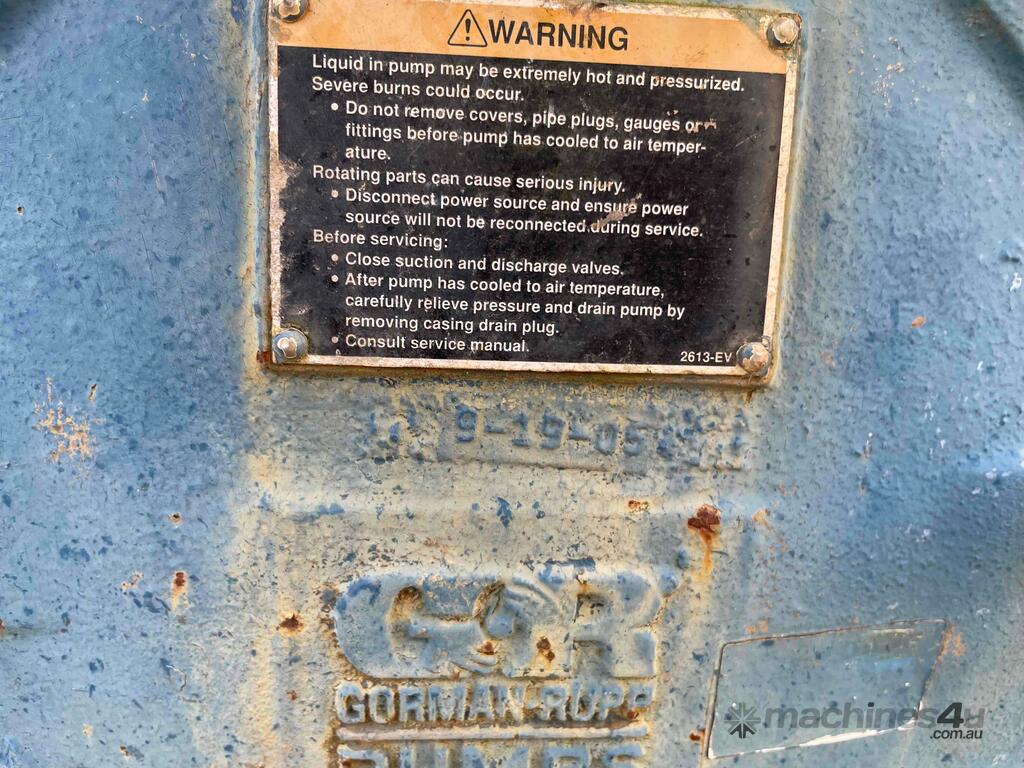 WARNING
Liquid in pump may be extremely hot and pressurized.
Severe burns could occur.
• Do not remove covers, pipe plugs, gauges or
fittings before pump has cooled to air temper-
ature.
Rotating parts can cause serious injury.
• Disconnect power source and ensure power
source will not be reconnected during service.
Before servicing:
• Close suction and discharge valves.
• After pump has cooled to air temperature,
carefully relieve pressure and drain pump by
removing casing drain plug.
• Consult service manual.
2613-EV
9-19-05
GR
GORMAN-RUPP
PUMPS
machines4u
.com.au